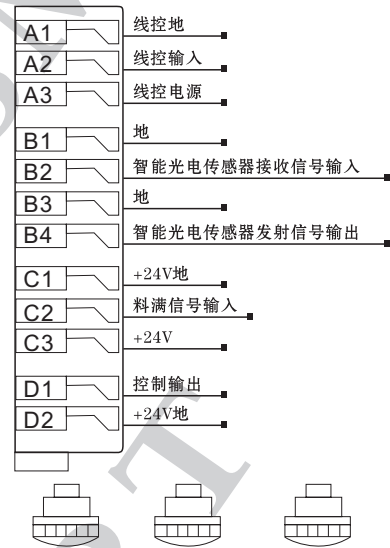 A1 线控地
A2 线控输入
A3 线控电源
B1 地
B2 智能光电传感器接收信号输入
B3 地
B4 智能光电传感器发射信号输出
C1 +24V地
C2 料满信号输入
C3 +24V
D1 控制输出
D2 +24V地